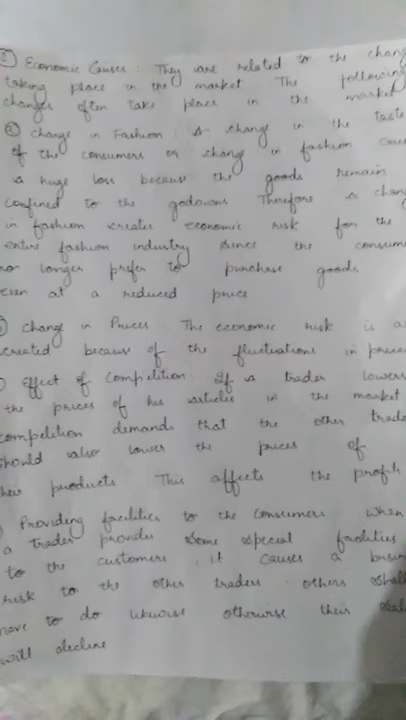 Economic Causes : They are related to the chang
taking place in the market The following
changes often take place in the market
Change in Fashion : A change in the taste
of the consumers or change in fashion caus
a huge loss because the goods remain
confined to the godowns Therefore a chang
in fashion creates economic risk for the
entire fashion industry since the consume
no longer prefer to purchase goods
even at a reduced price
Change in Prices The economic risk is a
created because of the fluctuations in prices
Effect of Competition : If a trader lowers
the prices of his articles in the market
competition demands that the other trade
should also lower the prices of
their products This affects the profit
Providing facilities to the consumers When
a trader provides some special facilities
to the customers , it causes a busin
risk to the other traders others shall
have to do likewise otherwise their sal
will decline